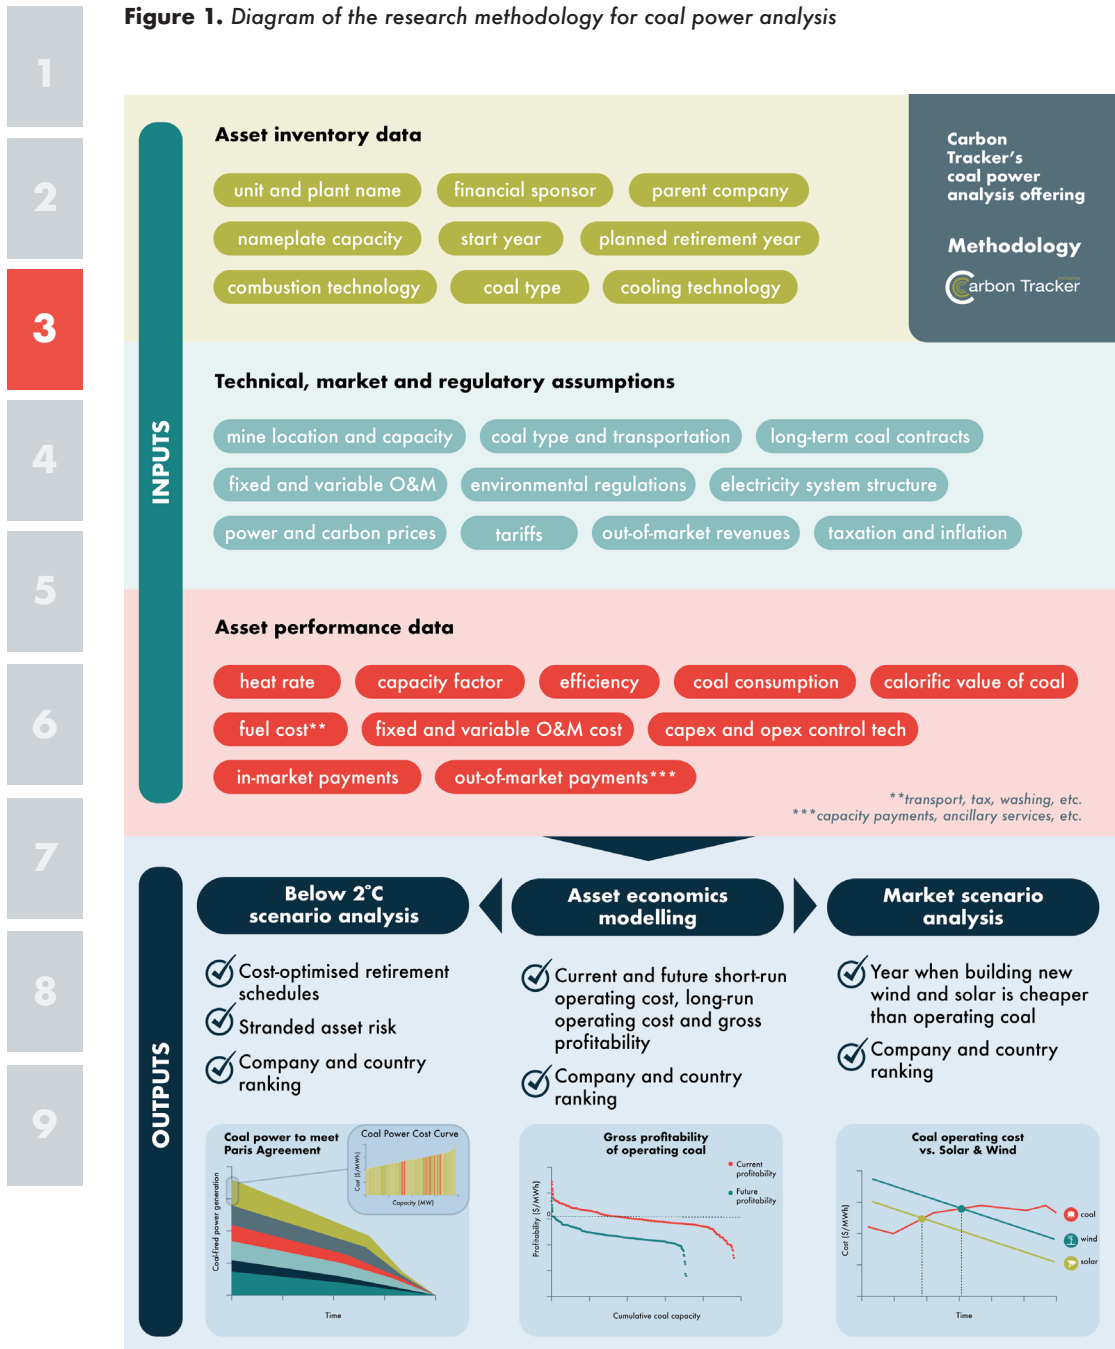 Figure 1. Diagram of the research methodology for coal power analysis
1
2
3
4
5
6
7
8
9
Carbon
Tracker's
coal power
analysis offering
Methodology
Carbon Tracker
INPUTS
Asset inventory data
unit and plant name
financial sponsor
parent company
nameplate capacity
start year
planned retirement year
combustion technology
coal type
cooling technology
Technical, market and regulatory assumptions
mine location and capacity
coal type and transportation
long-term coal contracts
fixed and variable O&M
environmental regulations
electricity system structure
power and carbon prices
tariffs
out-of-market revenues
taxation and inflation
Asset performance data
heat rate
capacity factor
efficiency
coal consumption
calorific value of coal
fuel cost**
fixed and variable O&M cost
capex and opex control tech
in-market payments
out-of-market payments***
**transport, tax, washing, etc.
***capacity payments, ancillary services, etc.
OUTPUTS
Below 2°C
scenario analysis
Cost-optimised retirement
schedules
Stranded asset risk
Company and country
ranking
Asset economics
modelling
Current and future short-run
operating cost, long-run
operating cost and gross
profitability
Company and country
ranking
Market scenario
analysis
Year when building new
wind and solar is cheaper
than operating coal
Company and country
ranking
Coal power to meet
Paris Agreement
Coal Power Cost Curve
Cost ($/MWh)
Capacity (MW)
Coal-fired power generation
Time
Gross profitability
of operating coal
Current
profitability
Future
profitability
Profitability ($/MWh)
0
Cumulative coal capacity
Coal operating cost
vs. Solar & Wind
Cost ($/MWh)
coal
wind
solar
Time